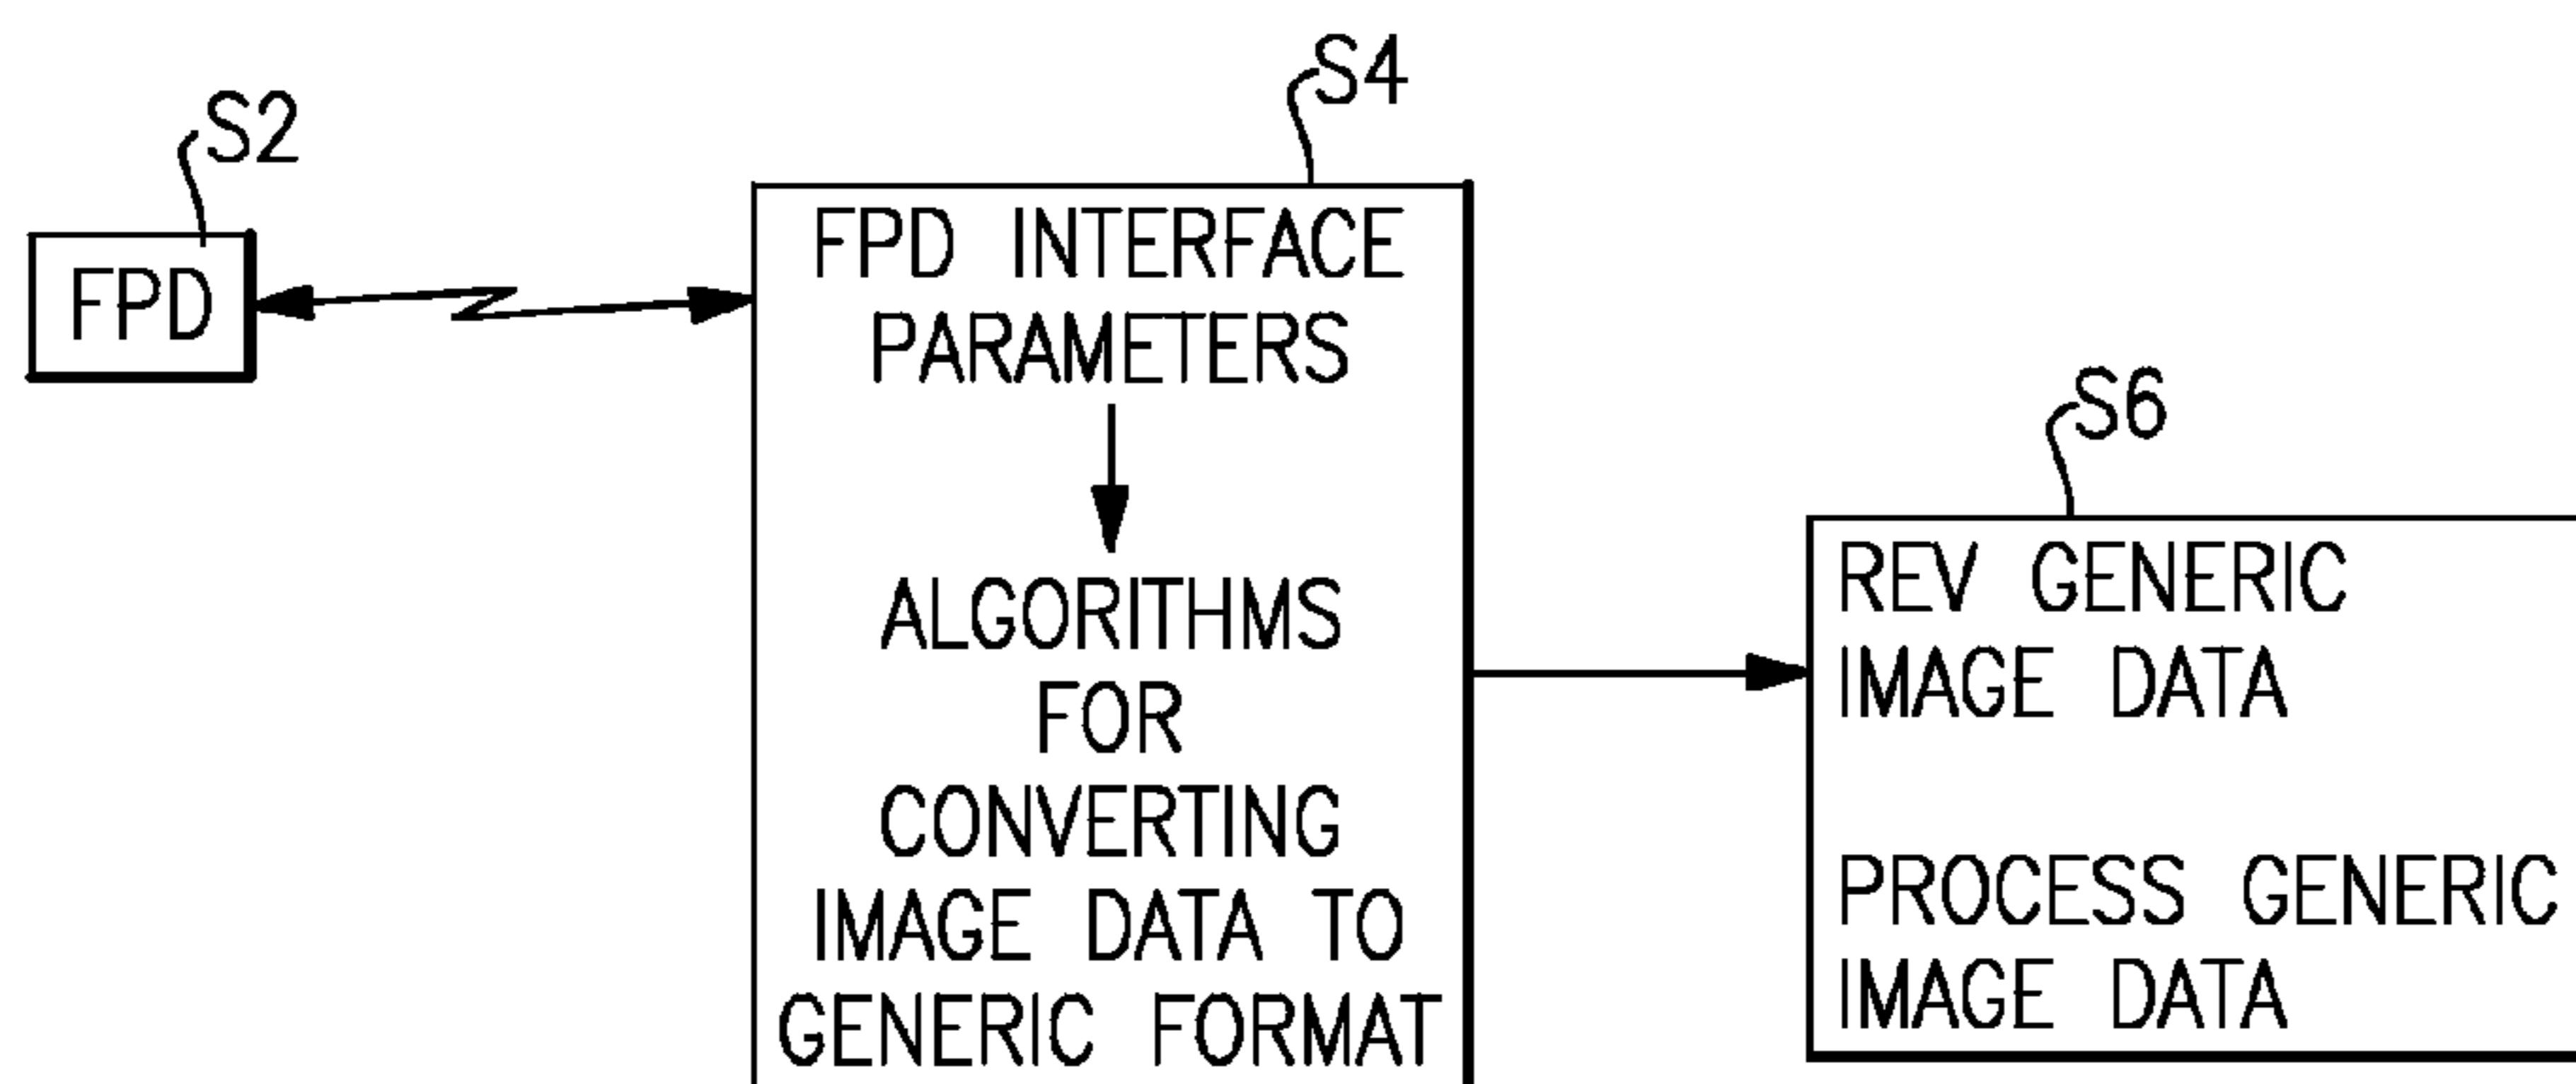 S2
FPD
S4
FPD INTERFACE
PARAMETERS
ALGORITHMS
FOR
CONVERTING
IMAGE DATA TO
GENERIC FORMAT
S6
REV GENERIC
IMAGE DATA
PROCESS GENERIC
IMAGE DATA